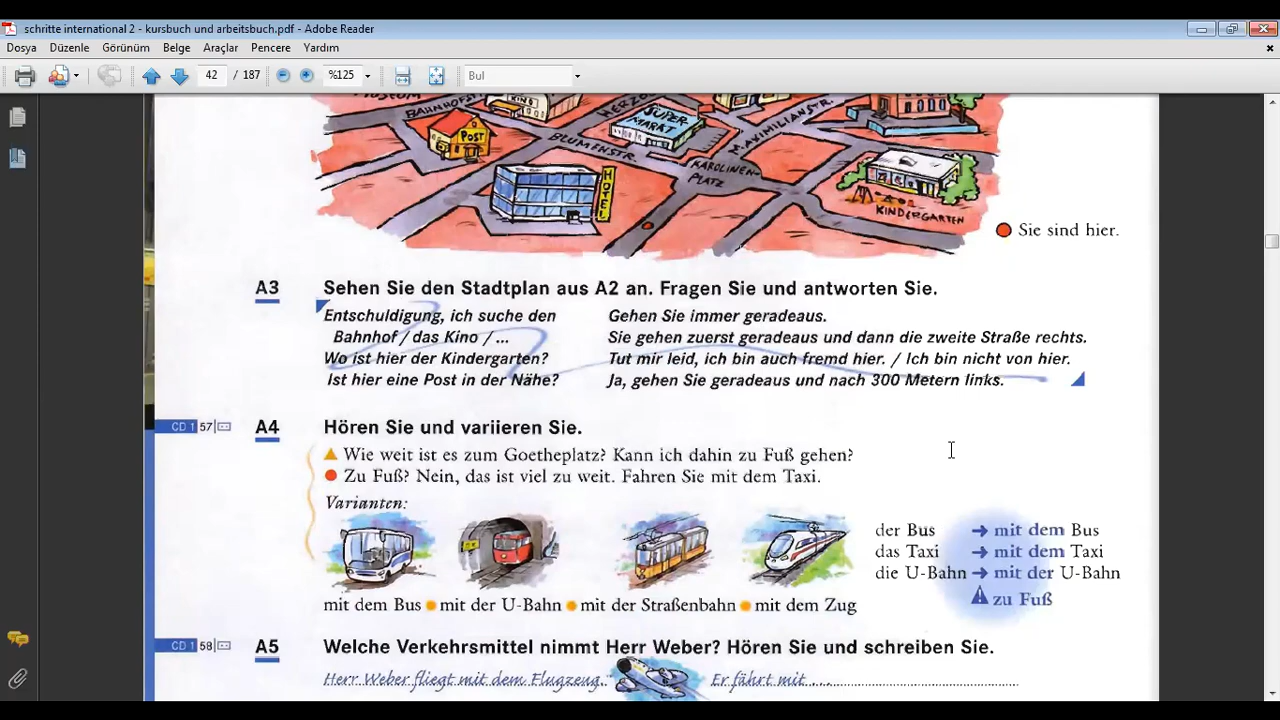 schritte international 2 - kursbuch und arbeitsbuch.pdf - Adobe Reader
Dosya Düzenle Görünüm Belge Araçlar Pencere Yardım
42 / 187 %125 Bul
BAHNHOFSTR. KINO
POST
SUPER MARKT
MAXIMILIANSTR.
BLUMENSTR.
KAROLINEN-
PLATZ
HOTEL
KINDERGARTEN
Sie sind hier.
A3 Sehen Sie den Stadtplan aus A2 an. Fragen Sie und antworten Sie.
Entschuldigung, ich suche den Gehen Sie immer geradeaus.
Bahnhof / das Kino / ... Sie gehen zuerst geradeaus und dann die zweite Straße rechts.
Wo ist hier der Kindergarten? Tut mir leid, ich bin auch fremd hier. / Ich bin nicht von hier.
Ist hier eine Post in der Nähe? Ja, gehen Sie geradeaus und nach 300 Metern links.
CD 1 57 A4 Hören Sie und variieren Sie.
Wie weit ist es zum Goetheplatz? Kann ich dahin zu Fuß gehen?
Zu Fuß? Nein, das ist viel zu weit. Fahren Sie mit dem Taxi.
Varianten:
der Bus → mit dem Bus
das Taxi → mit dem Taxi
die U-Bahn → mit der U-Bahn
zu Fuß
mit dem Bus ● mit der U-Bahn ● mit der Straßenbahn ● mit dem Zug
CD 1 58 A5 Welche Verkehrsmittel nimmt Herr Weber? Hören Sie und schreiben Sie.
Herr Weber fliegt mit dem Flugzeug. Er fährt mit ...